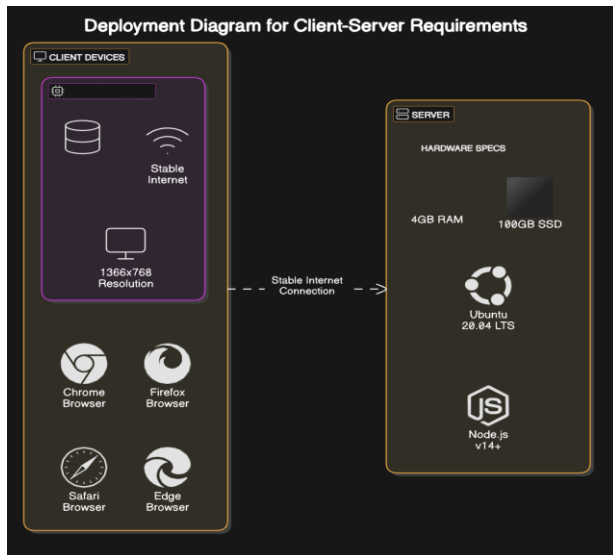 Deployment Diagram for Client-Server Requirements
CLIENT DEVICES
Stable
Internet
1366x768
Resolution
Chrome
Browser
Firefox
Browser
Safari
Browser
Edge
Browser
Stable Internet
Connection
SERVER
HARDWARE SPECS
4GB RAM
100GB SSD
Ubuntu
20.04 LTS
JS
Node.js
v14+